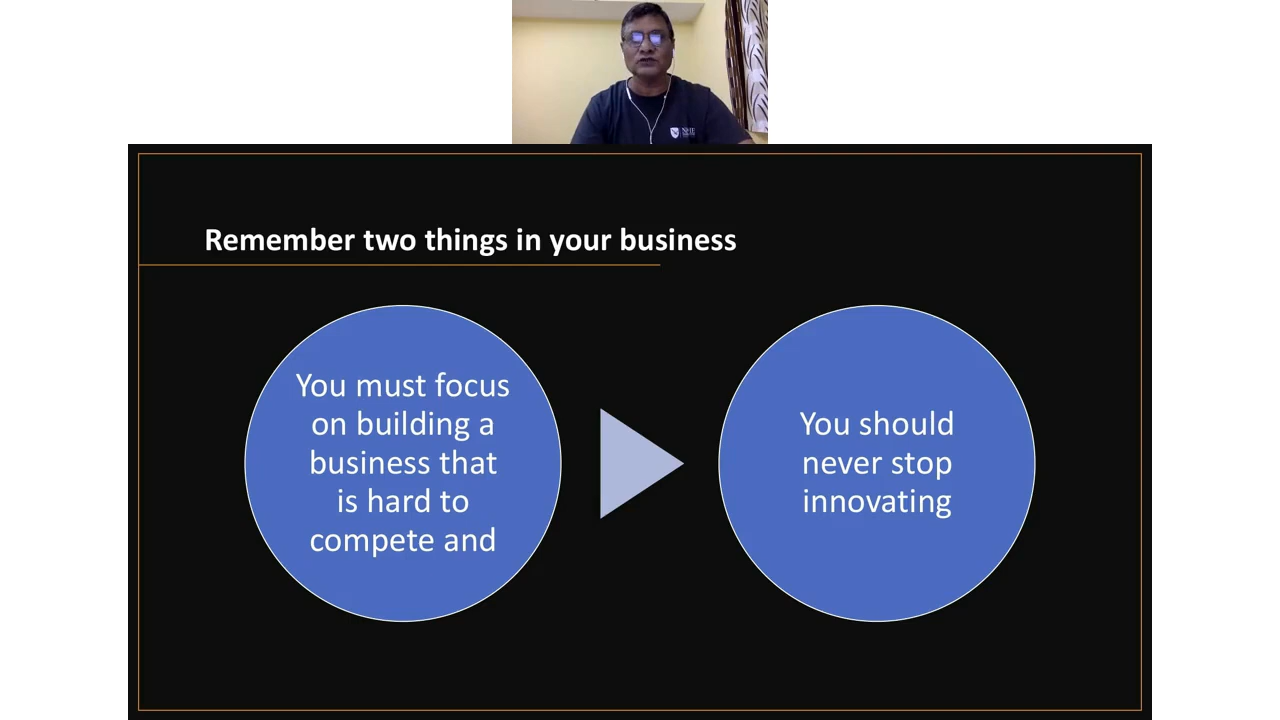 Remember two things in your business
You must focus
on building a
business that
is hard to
compete and
You should
never stop
innovating